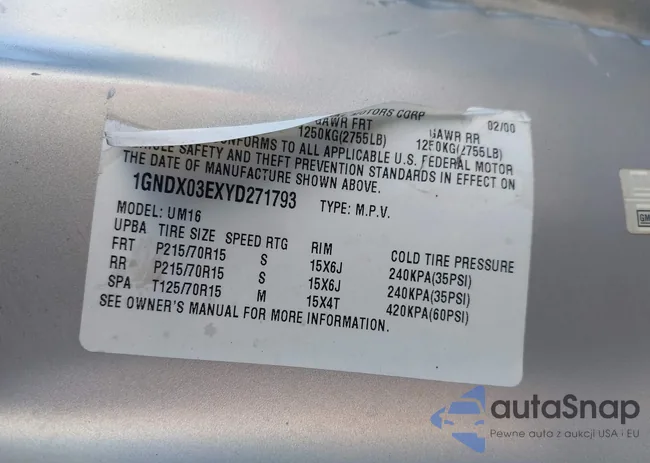 MOTORS CORP 02/00
GAWR FRT GAWR RR
1250KG(2755LB) 1250KG(2755LB)
CONFORMS TO ALL APPLICABLE U.S. FEDERAL MOTOR
VEHICLE SAFETY AND THEFT PREVENTION STANDARDS IN EFFECT ON
THE DATE OF MANUFACTURE SHOWN ABOVE.
1GNDX03EXYD271793 TYPE: M.P.V.
MODEL: UM16
UPBA TIRE SIZE SPEED RTG RIM COLD TIRE PRESSURE
FRT P215/70R15 S 15X6J 240KPA(35PSI)
RR P215/70R15 S 15X6J 240KPA(35PSI)
SPA T125/70R15 M 15X4T 420KPA(60PSI)
SEE OWNER'S MANUAL FOR MORE INFORMATION.
GM
autaSnap
Pewne auto z aukcji USA i EU